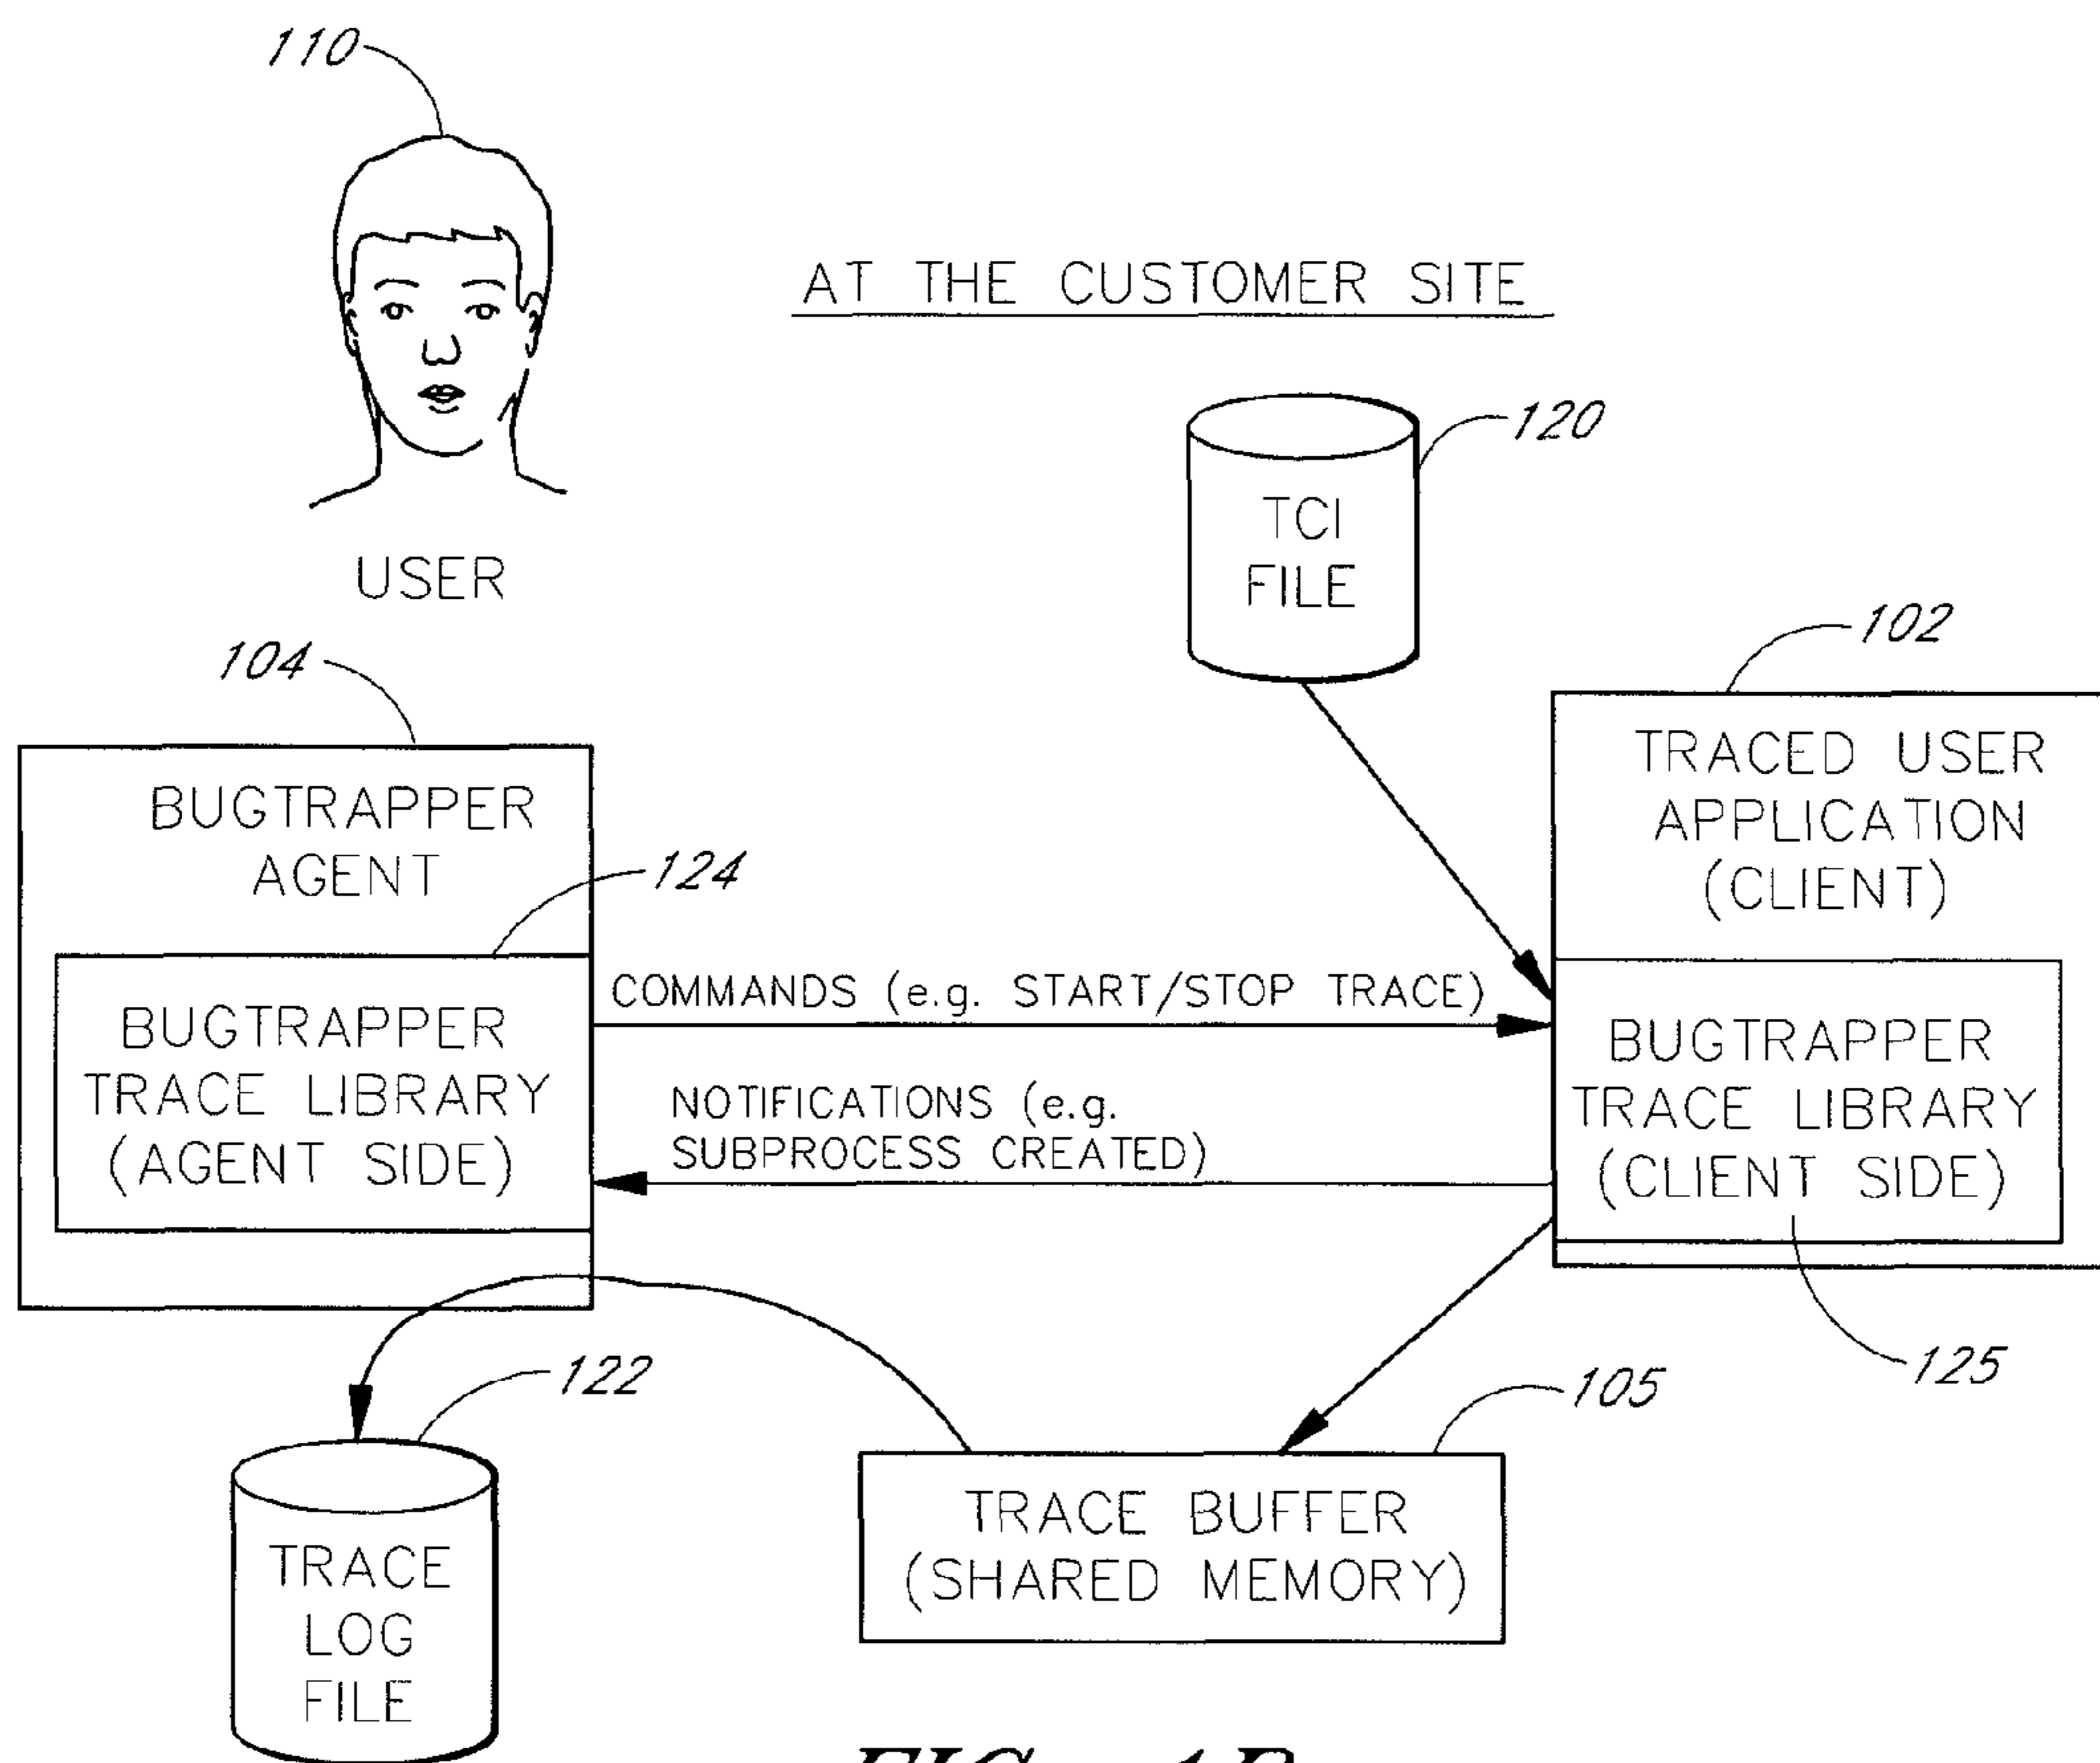 110
AT THE CUSTOMER SITE
120
TCI
FILE
USER
102
104
TRACED USER
APPLICATION
(CLIENT)
BUGTRAPPER
AGENT
124
COMMANDS (e.g. START/STOP TRACE)
BUGTRAPPER
TRACE LIBRARY
(AGENT SIDE)
NOTIFICATIONS (e.g.
SUBPROCESS CREATED)
BUGTRAPPER
TRACE LIBRARY
(CLIENT SIDE)
125
122
105
TRACE BUFFER
(SHARED MEMORY)
TRACE
LOG
FILE